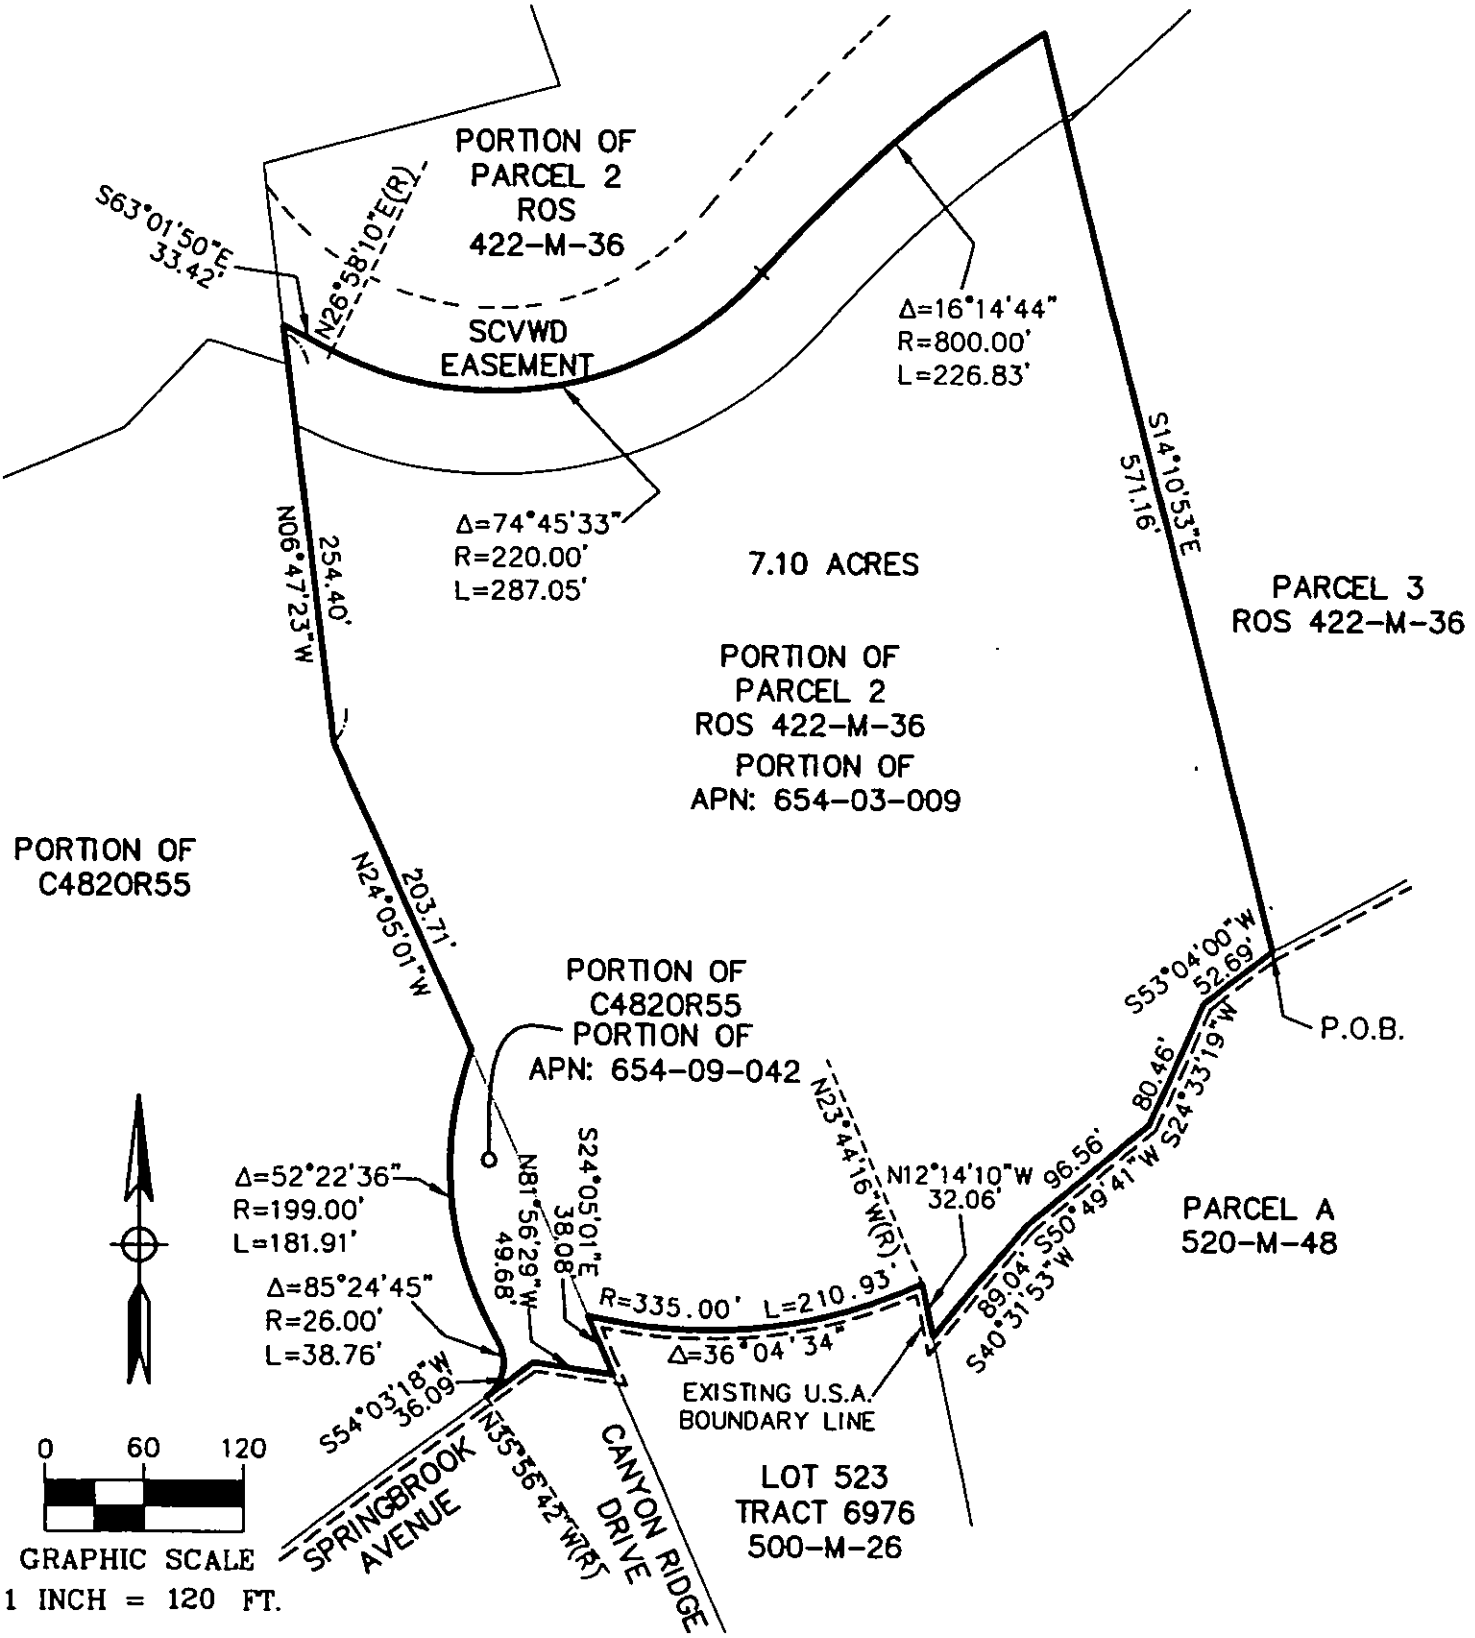 PORTION OF
PARCEL 2
ROS
422-M-36
S63°01'50"E
33.42'
N26°58'10"E(R)
SCVWD
EASEMENT
Δ=16°14'44"
R=800.00'
L=226.83'
S14°10'53"E
571.16'
Δ=74°45'33"
R=220.00'
L=287.05'
N06°47'23"W
254.40'
7.10 ACRES
PARCEL 3
ROS 422-M-36
PORTION OF
PARCEL 2
ROS 422-M-36
PORTION OF
APN: 654-03-009
PORTION OF
C482OR55
203.71'
N24°05'01"W
S53°04'00"W
52.69'
P.O.B.
PORTION OF
C482OR55
PORTION OF
APN: 654-09-042
80.46'
S24°33'19"W
N23°44'16"W(R)
N12°14'10"W
32.06'
96.56'
S50°49'41"W
PARCEL A
520-M-48
89.04'
S40°31'53"W
Δ=52°22'36"
R=199.00'
L=181.91'
S24°05'01"E
38.08'
N81°56'29"W
49.68'
Δ=85°24'45"
R=26.00'
L=38.76'
R=335.00' L=210.93'
Δ=36°04'34"
S54°03'18"W
36.09'
EXISTING U.S.A.
BOUNDARY LINE
N35°56'42"W(R)
SPRINGBROOK
AVENUE
CANYON RIDGE
DRIVE
LOT 523
TRACT 6976
500-M-26
0 60 120
GRAPHIC SCALE
1 INCH = 120 FT.